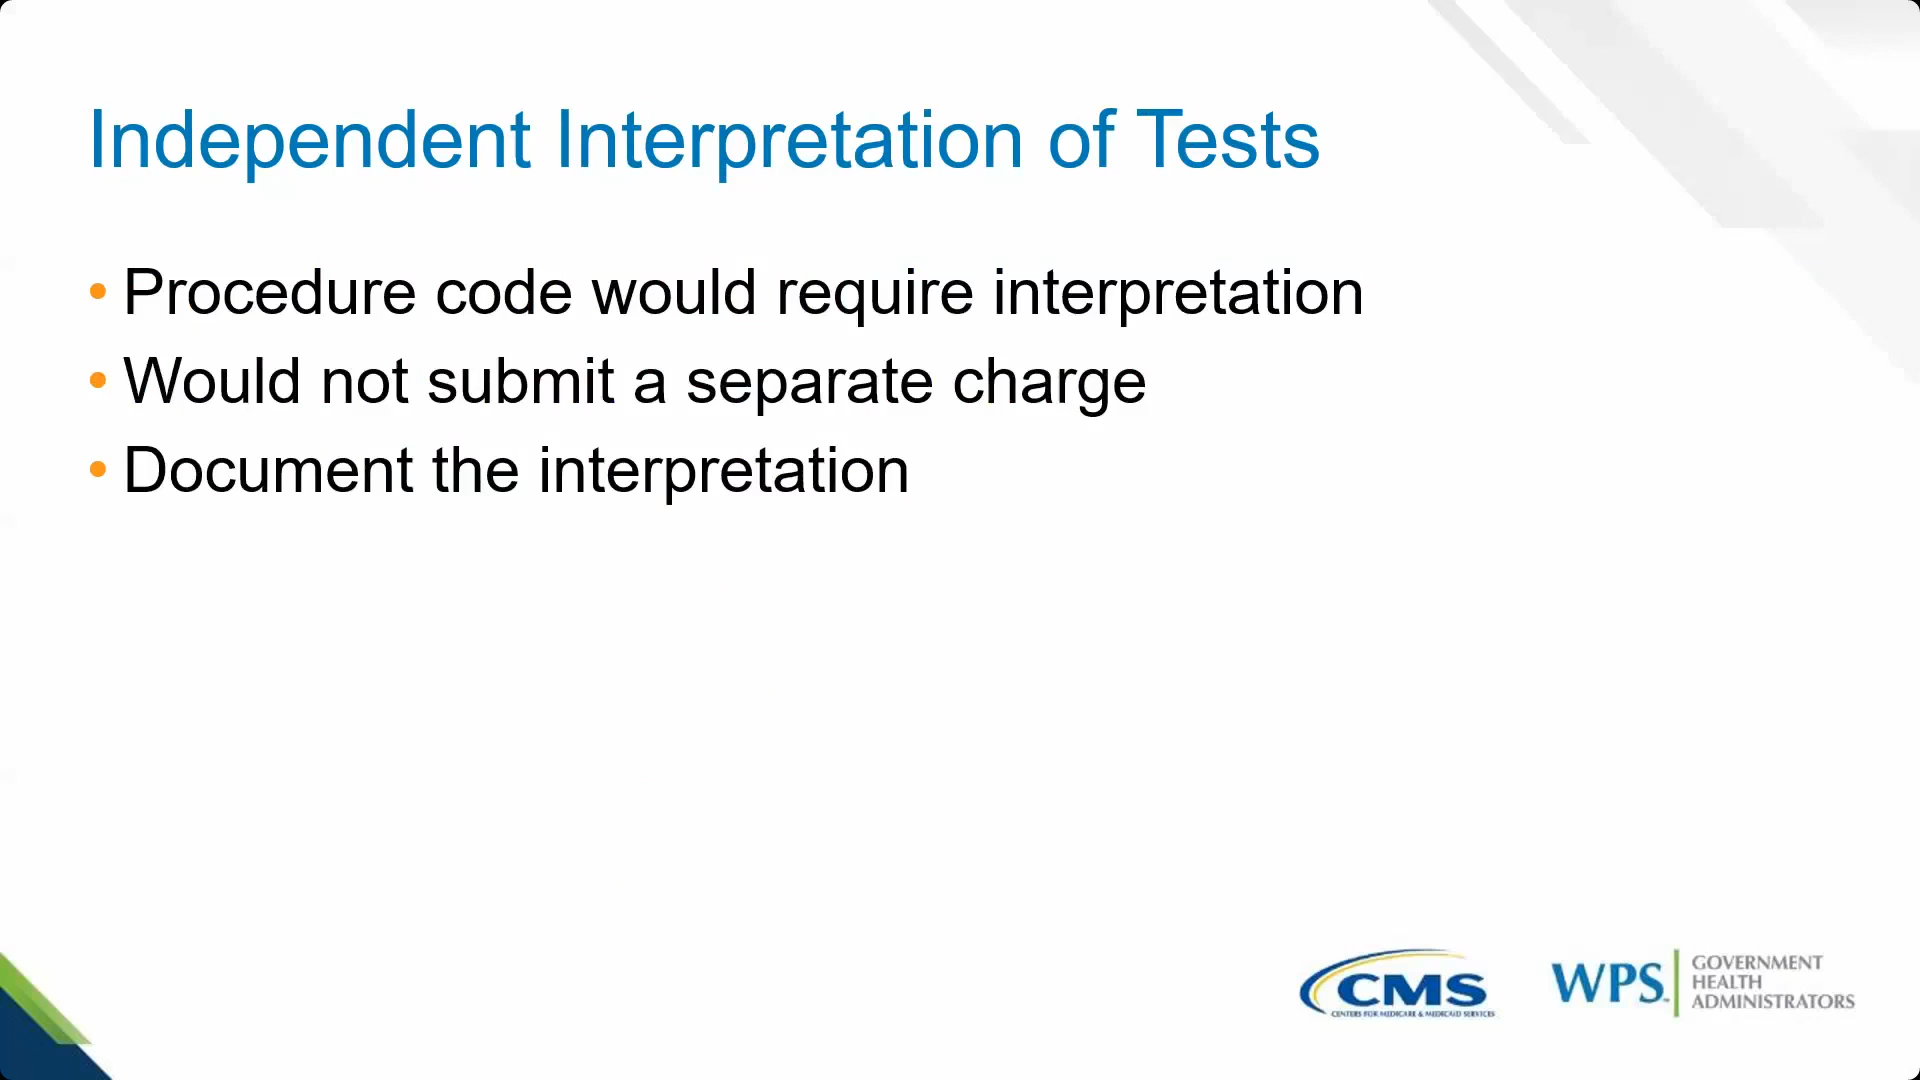 Independent Interpretation of Tests
• Procedure code would require interpretation
• Would not submit a separate charge
• Document the interpretation
CMS
CENTERS FOR MEDICARE & MEDICAID SERVICES
WPS
GOVERNMENT
HEALTH
ADMINISTRATORS